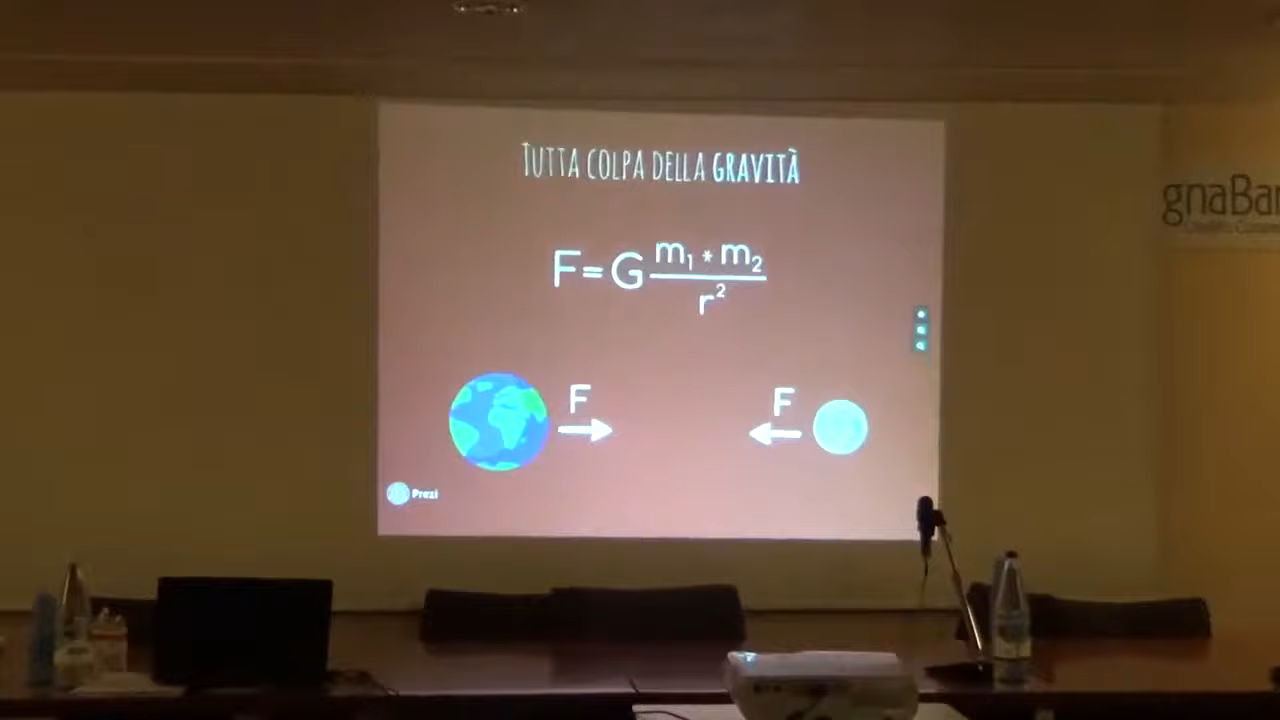 TUTTA COLPA DELLA GRAVITÀ
F = G m₁ * m₂ / r²
F
F
Prezi
gnaBa